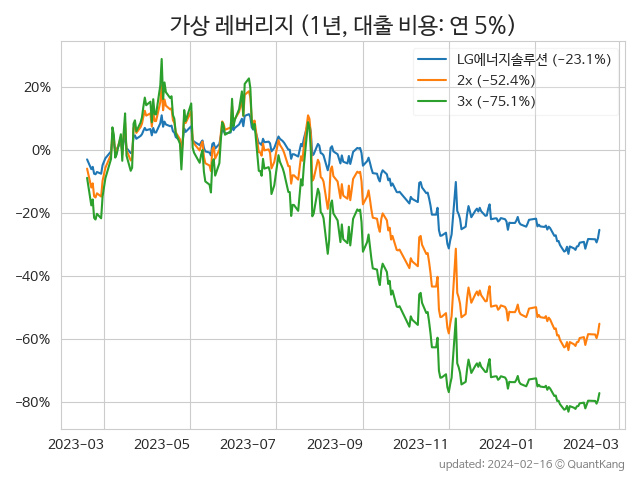 가상 레버리지 (1년, 대출 비용: 연 5%)
LG에너지솔루션 (−23.1%)
2x (−52.4%)
3x (−75.1%)
20%
0%
−20%
−40%
−60%
−80%
2023−03 2023−05 2023−07 2023−09 2023−11 2024−01 2024−03
updated: 2024−02−16 © QuantKang